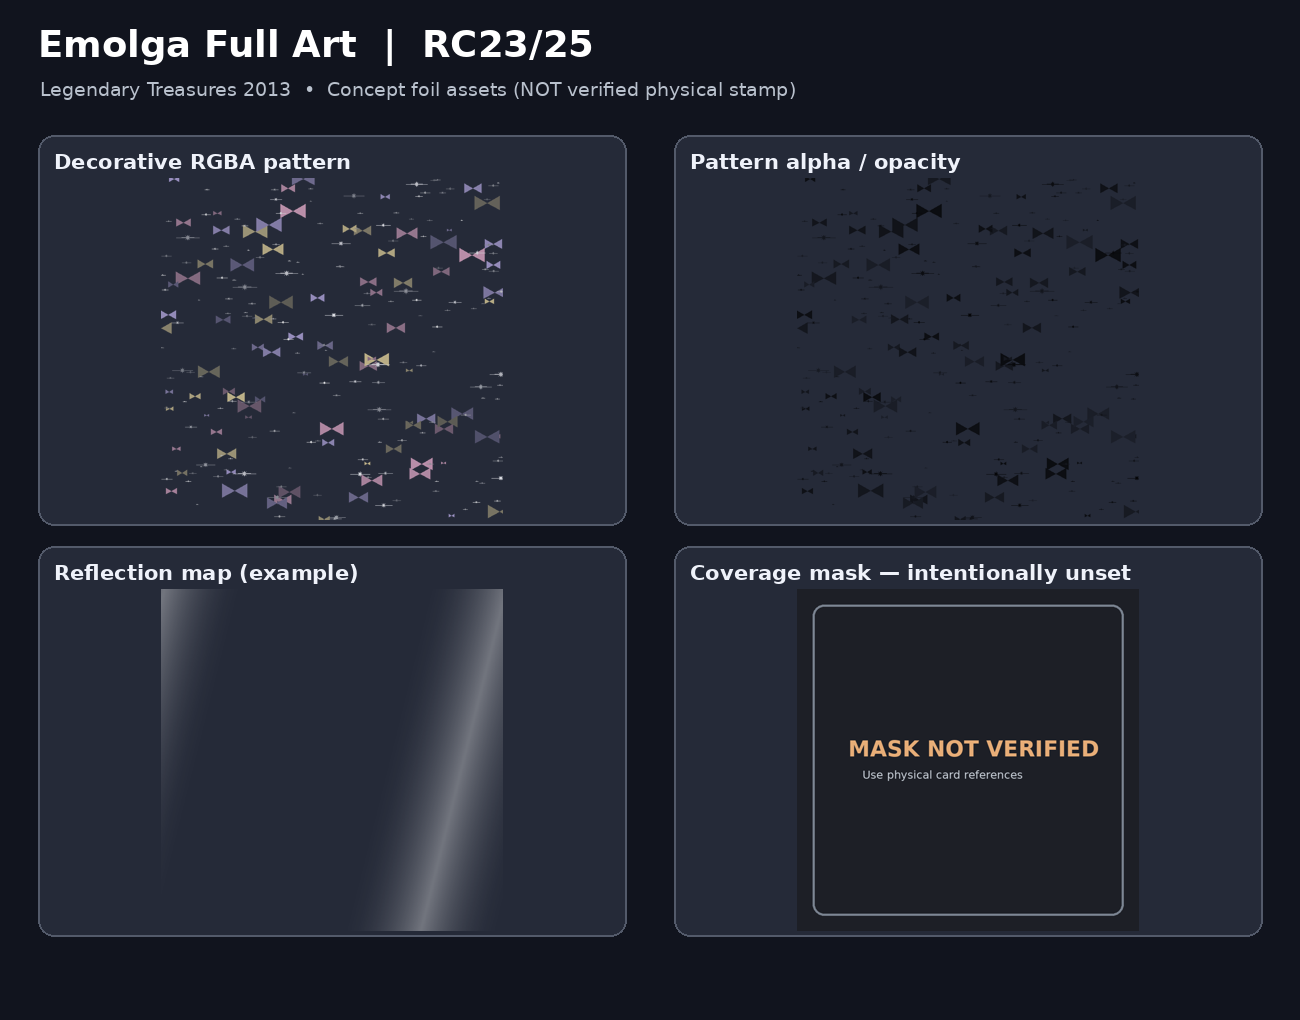 Emolga Full Art | RC23/25
Legendary Treasures 2013 • Concept foil assets (NOT verified physical stamp)
Decorative RGBA pattern
Pattern alpha / opacity
Reflection map (example)
Coverage mask — intentionally unset
MASK NOT VERIFIED
Use physical card references